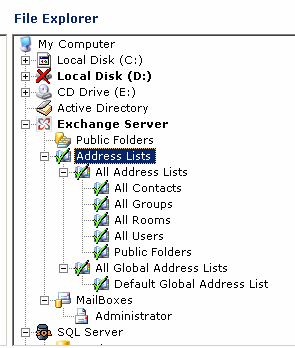 File Explorer
My Computer
Local Disk (C:)
Local Disk (D:)
CD Drive (E:)
Active Directory
Exchange Server
Public Folders
Address Lists
All Address Lists
All Contacts
All Groups
All Rooms
All Users
Public Folders
All Global Address Lists
Default Global Address List
MailBoxes
Administrator
SQL Server